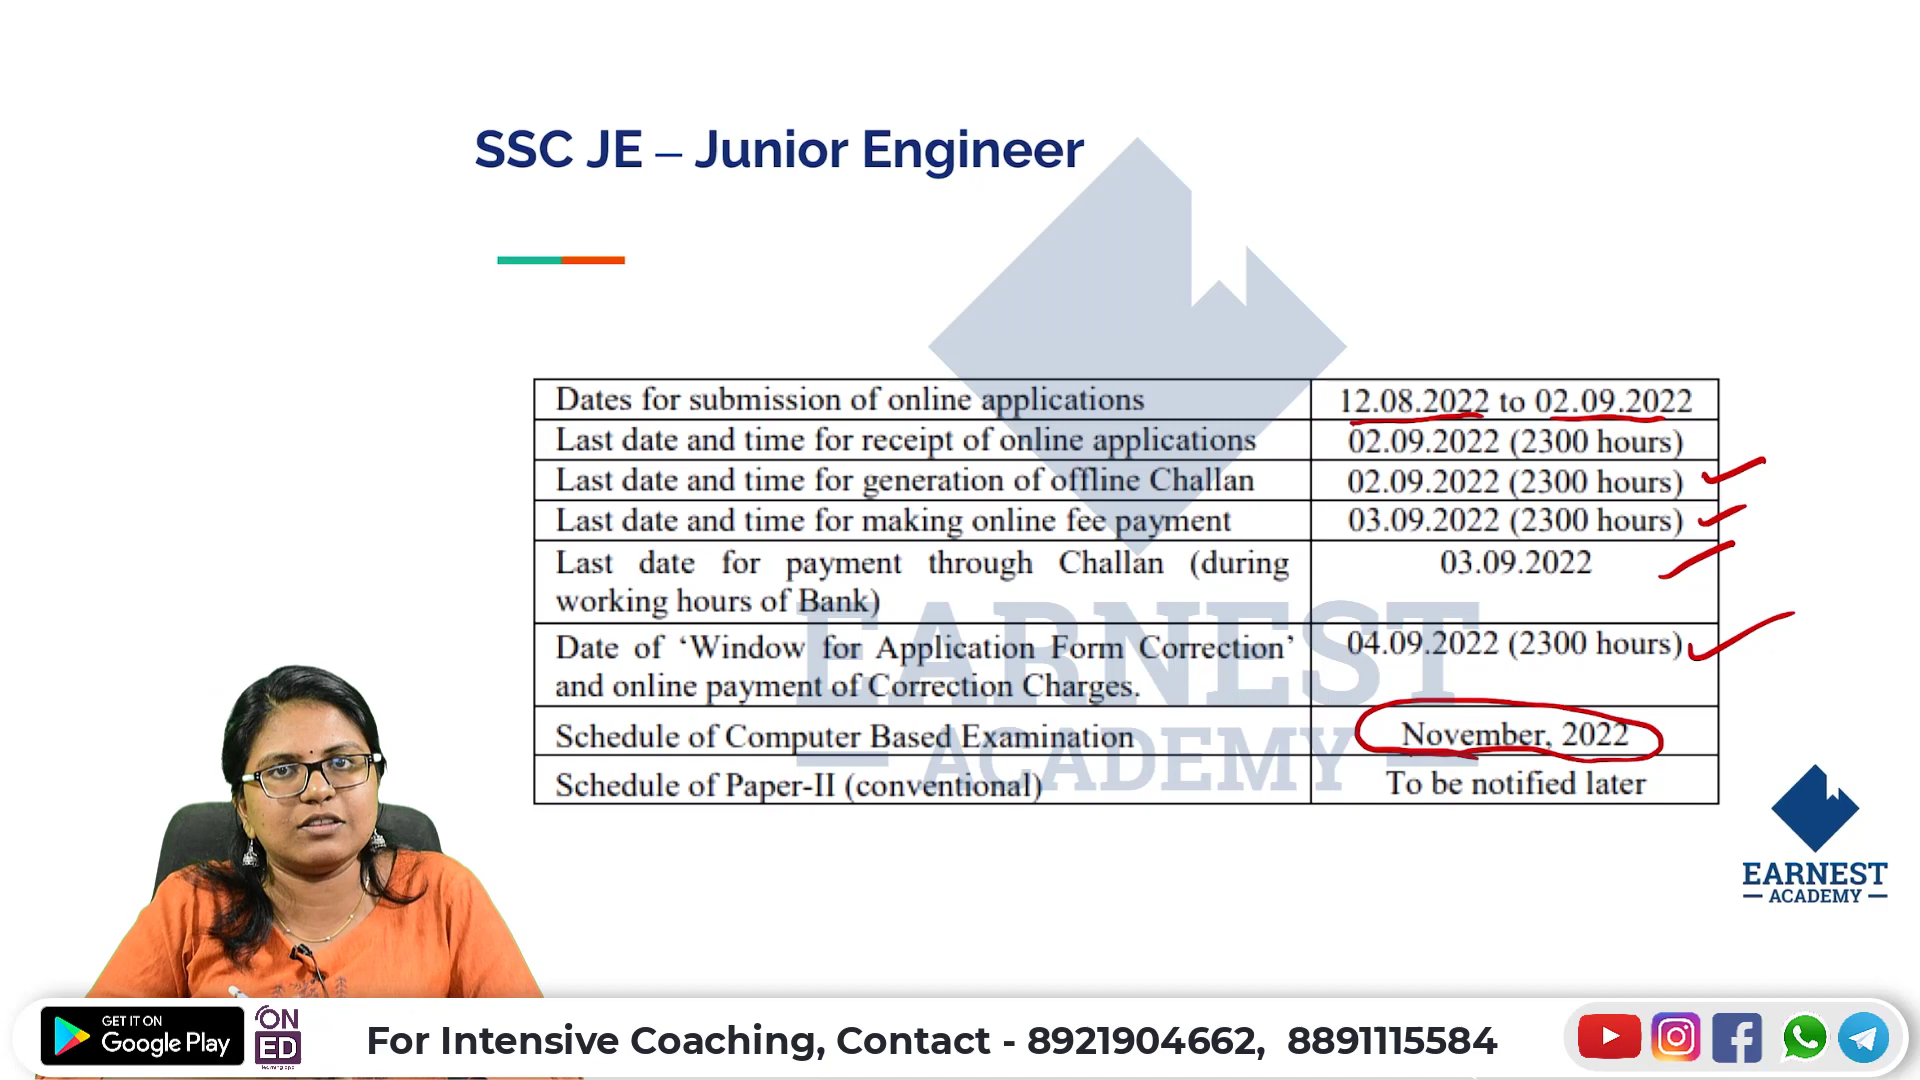 SSC JE – Junior Engineer
Dates for submission of online applications 12.08.2022 to 02.09.2022
Last date and time for receipt of online applications 02.09.2022 (2300 hours)
Last date and time for generation of offline Challan 02.09.2022 (2300 hours)
Last date and time for making online fee payment 03.09.2022 (2300 hours)
Last date for payment through Challan (during 03.09.2022
working hours of Bank)
Date of ‘Window for Application Form Correction’ 04.09.2022 (2300 hours)
and online payment of Correction Charges.
Schedule of Computer Based Examination November, 2022
Schedule of Paper-II (conventional) To be notified later
EARNEST
ACADEMY
EARNEST
ACADEMY
GET IT ON
Google Play
ON
ED
learning app
For Intensive Coaching, Contact - 8921904662, 8891115584